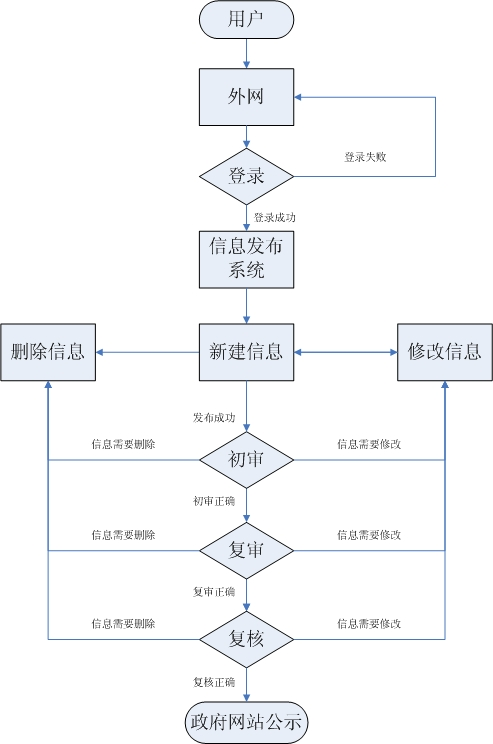 用户
外网
登录
登录失败
登录成功
信息发布
系统
删除信息
新建信息
修改信息
发布成功
信息需要删除
初审
信息需要修改
初审正确
信息需要删除
复审
信息需要修改
复审正确
信息需要删除
复核
信息需要修改
复核正确
政府网站公示